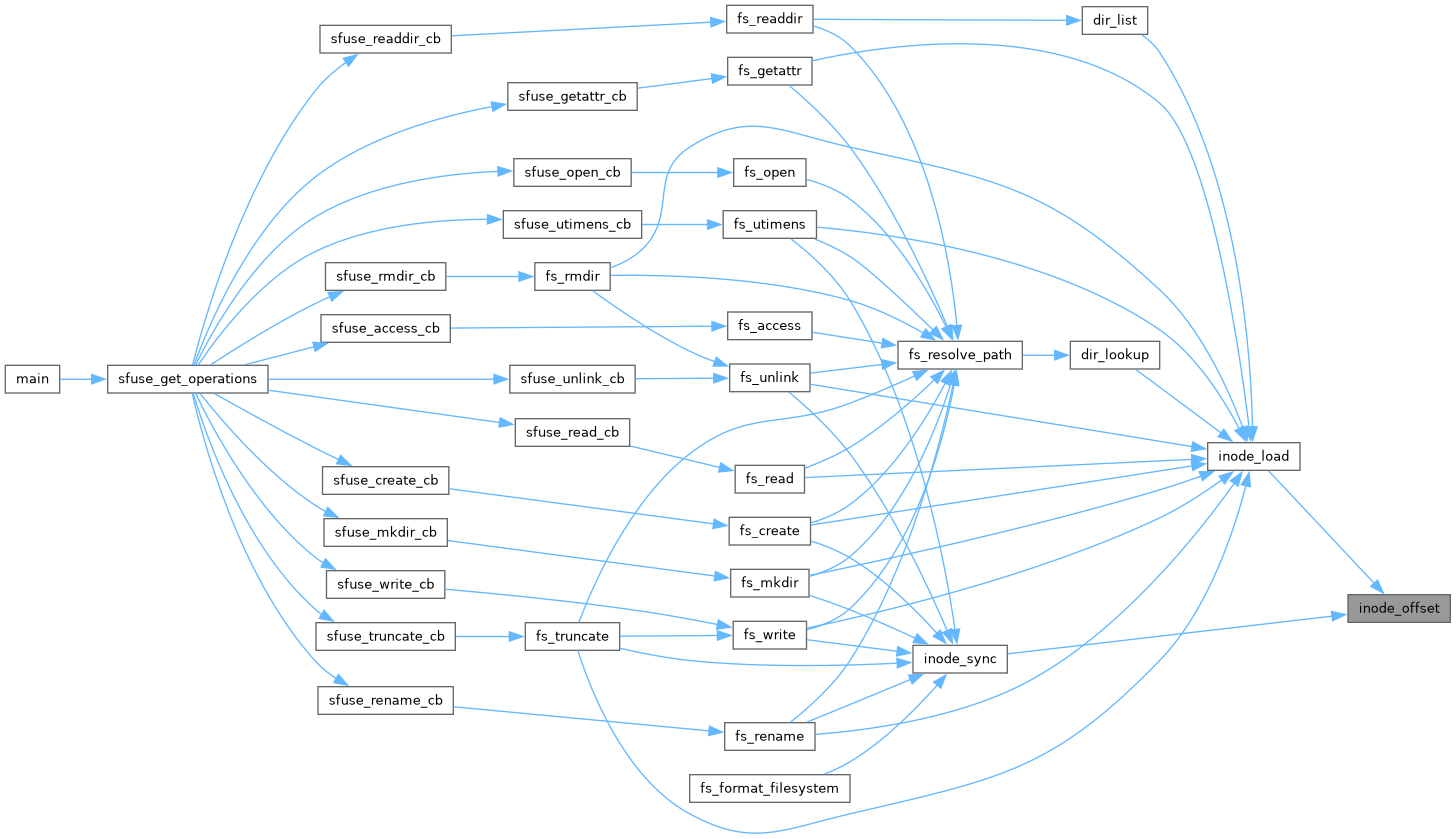 fs_readdir
dir_list
sfuse_readdir_cb
fs_getattr
sfuse_getattr_cb
sfuse_open_cb
fs_open
sfuse_utimens_cb
fs_utimens
sfuse_rmdir_cb
fs_rmdir
sfuse_access_cb
fs_access
fs_resolve_path
dir_lookup
main
sfuse_get_operations
sfuse_unlink_cb
fs_unlink
sfuse_read_cb
inode_load
sfuse_create_cb
fs_read
sfuse_mkdir_cb
fs_create
sfuse_write_cb
fs_mkdir
inode_offset
sfuse_truncate_cb
fs_truncate
fs_write
inode_sync
sfuse_rename_cb
fs_rename
fs_format_filesystem